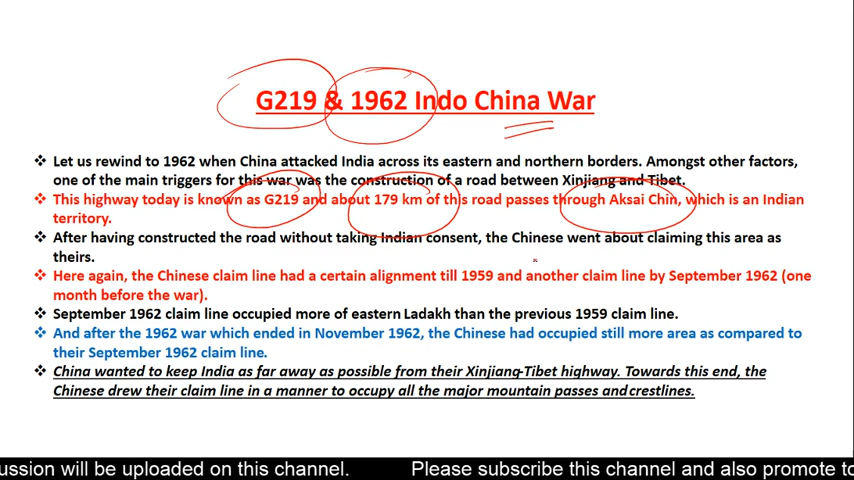 G219 & 1962 Indo China War
❖ Let us rewind to 1962 when China attacked India across its eastern and northern borders. Amongst other factors,
one of the main triggers for this war was the construction of a road between Xinjiang and Tibet.
❖ This highway today is known as G219 and about 179 km of this road passes through Aksai Chin, which is an Indian
territory.
❖ After having constructed the road without taking Indian consent, the Chinese went about claiming this area as
theirs.
❖ Here again, the Chinese claim line had a certain alignment till 1959 and another claim line by September 1962 (one
month before the war).
❖ September 1962 claim line occupied more of eastern Ladakh than the previous 1959 claim line.
❖ And after the 1962 war which ended in November 1962, the Chinese had occupied still more area as compared to
their September 1962 claim line.
❖ China wanted to keep India as far away as possible from their Xinjiang-Tibet highway. Towards this end, the
Chinese drew their claim line in a manner to occupy all the major mountain passes and crestlines.
ussion will be uploaded on this channel. Please subscribe this channel and also promote to